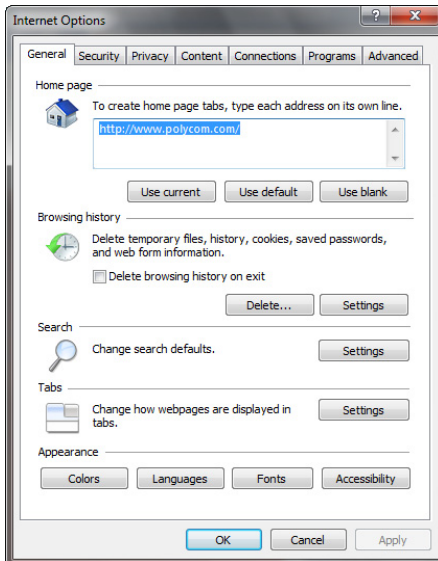 Internet Options
General Security Privacy Content Connections Programs Advanced
Home page
To create home page tabs, type each address on its own line.
http://www.polycom.com/
Use current Use default Use blank
Browsing history
Delete temporary files, history, cookies, saved passwords,
and web form information.
Delete browsing history on exit
Delete... Settings
Search
Change search defaults.
Settings
Tabs
Change how webpages are displayed in
tabs.
Settings
Appearance
Colors Languages Fonts Accessibility
OK Cancel Apply